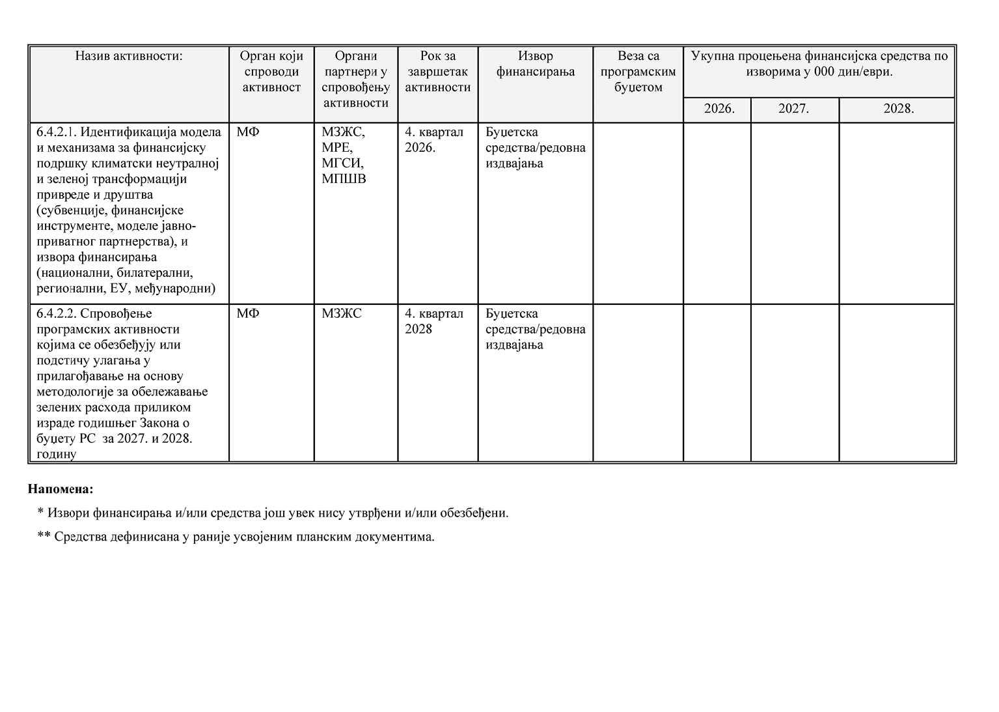 Назив активности:
Орган који
спроводи
активност
Органи
партнери у
спровођењу
активности
Рок за
завршетак
активности
Извор
финансирања
Веза са
програмским
буџетом
Укупна процењена финансијска средства по
изворима у 000 дин/еври.
2026.
2027.
2028.
6.4.2.1. Идентификација модела
и механизама за финансијску
подршку климатски неутралној
и зеленој трансформацији
привреде и друштва
(субвенције, финансијске
инструменте, моделе јавно-
приватног партнерства), и
извора финансирања
(национални, билатерални,
регионални, ЕУ, међународни)
МФ
МЗЖС,
МРЕ,
МГСИ,
МПШВ
4. квартал
2026.
Буџетска
средства/редовна
издвајања
6.4.2.2. Спровођење
програмских активности
којима се обезбеђују или
подстичу улагања у
прилагођавање на основу
методологије за обележавање
зелених расхода приликом
израде годишњег Закона о
буџету РС  за 2027. и 2028.
годину
МФ
МЗЖС
4. квартал
2028
Буџетска
средства/редовна
издвајања
Напомена:
* Извори финансирања и/или средства још увек нису утврђени и/или обезбеђени.
** Средства дефинисана у раније усвојеним планским документима.